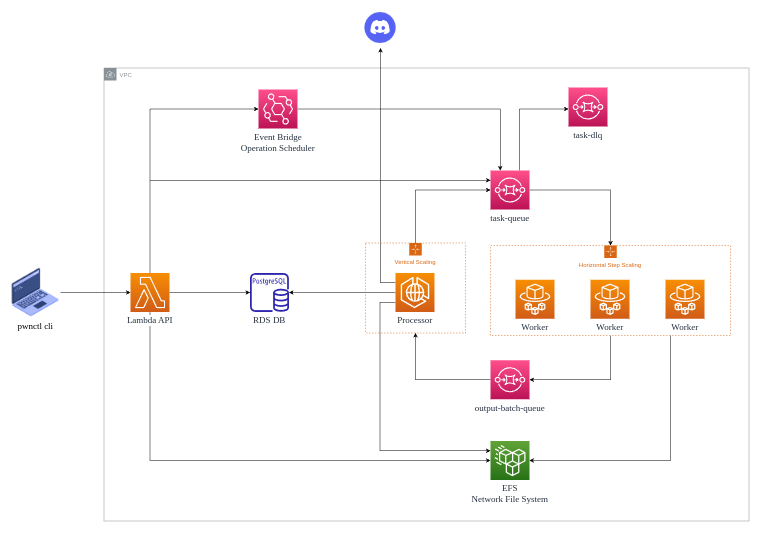 VPC
Event Bridge
Operation Scheduler
task-dlq
task-queue
Vertical Scaling
Horizontal Step Scaling
PostgreSQL
pwnctl cli
Lambda API
RDS DB
Processor
Worker
Worker
Worker
output-batch-queue
EFS
Network File System